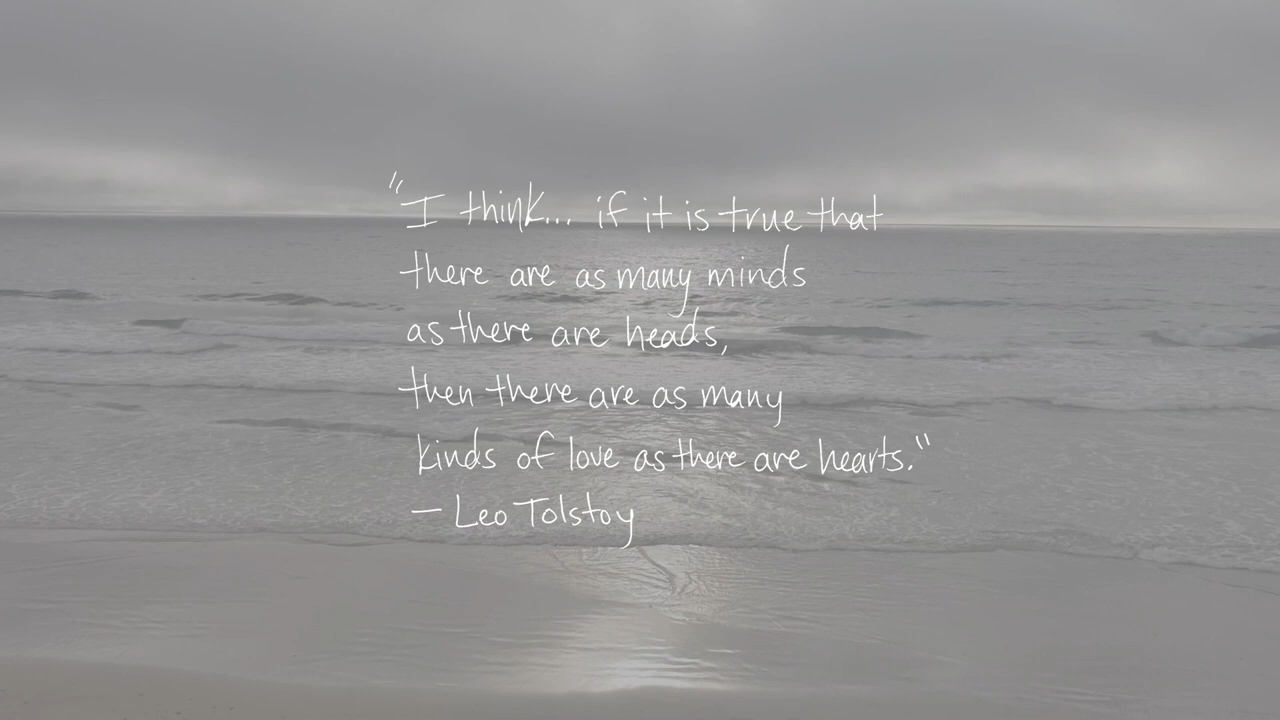 "I think... if it is true that
there are as many minds
as there are heads,
then there are as many
kinds of love as there are hearts."
— Leo Tolstoy